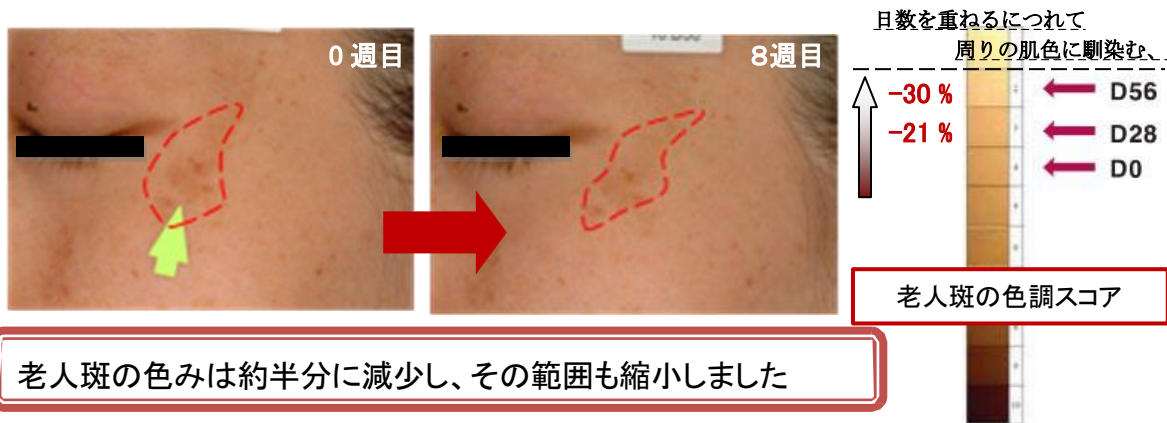 0週目
8週目
日数を重ねるにつれて
周りの肌色に馴染む、
-30 %
-21 %
D56
D28
D0
老人斑の色調スコア
老人斑の色みは約半分に減少し、その範囲も縮小しました